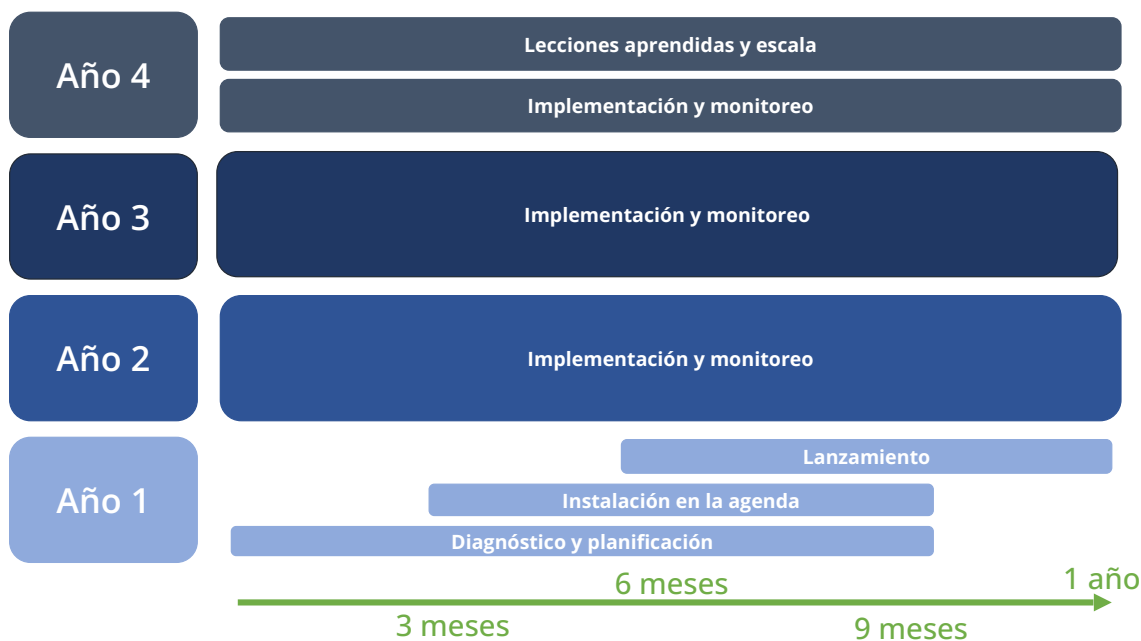 Año 4
Lecciones aprendidas y escala
Implementación y monitoreo
Año 3
Implementación y monitoreo
Año 2
Implementación y monitoreo
Año 1
Lanzamiento
Instalación en la agenda
Diagnóstico y planificación
3 meses
6 meses
9 meses
1 año